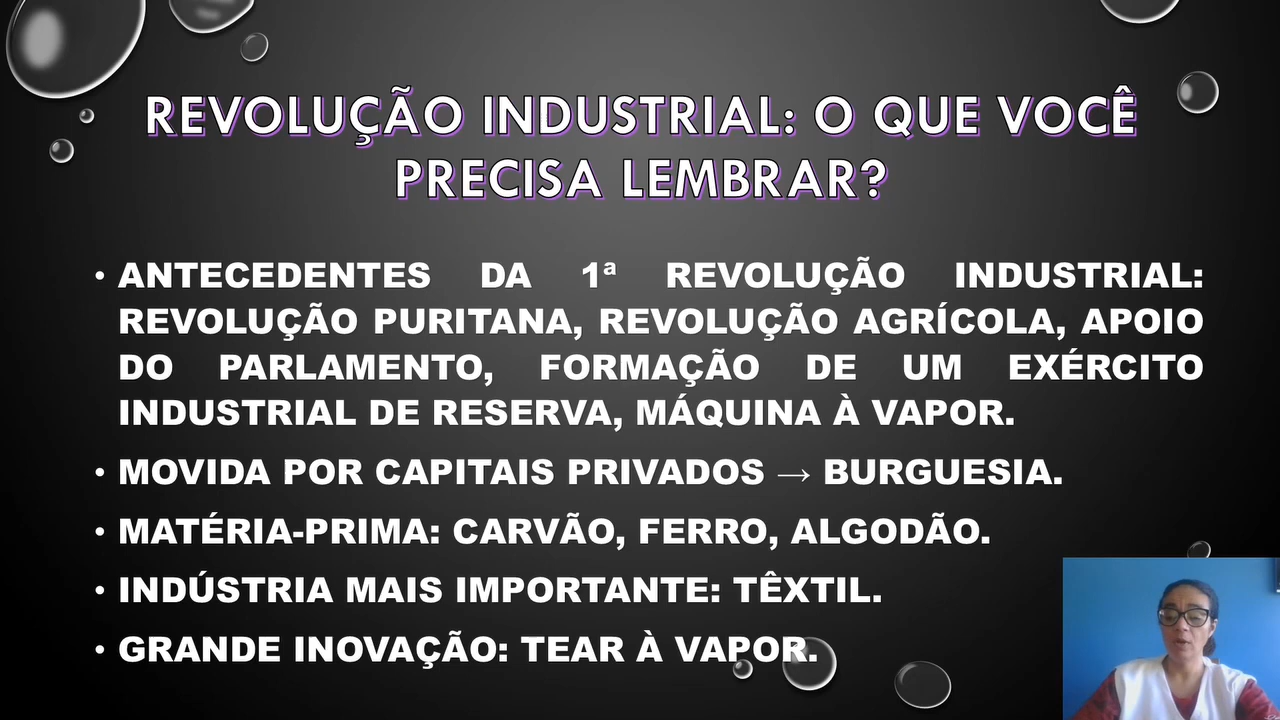 REVOLUÇÃO INDUSTRIAL: O QUE VOCÊ
PRECISA LEMBRAR?
• ANTECEDENTES DA 1ª REVOLUÇÃO INDUSTRIAL:
REVOLUÇÃO PURITANA, REVOLUÇÃO AGRÍCOLA, APOIO
DO PARLAMENTO, FORMAÇÃO DE UM EXÉRCITO
INDUSTRIAL DE RESERVA, MÁQUINA À VAPOR.
• MOVIDA POR CAPITAIS PRIVADOS → BURGUESIA.
• MATÉRIA-PRIMA: CARVÃO, FERRO, ALGODÃO.
• INDÚSTRIA MAIS IMPORTANTE: TÊXTIL.
• GRANDE INOVAÇÃO: TEAR À VAPOR.